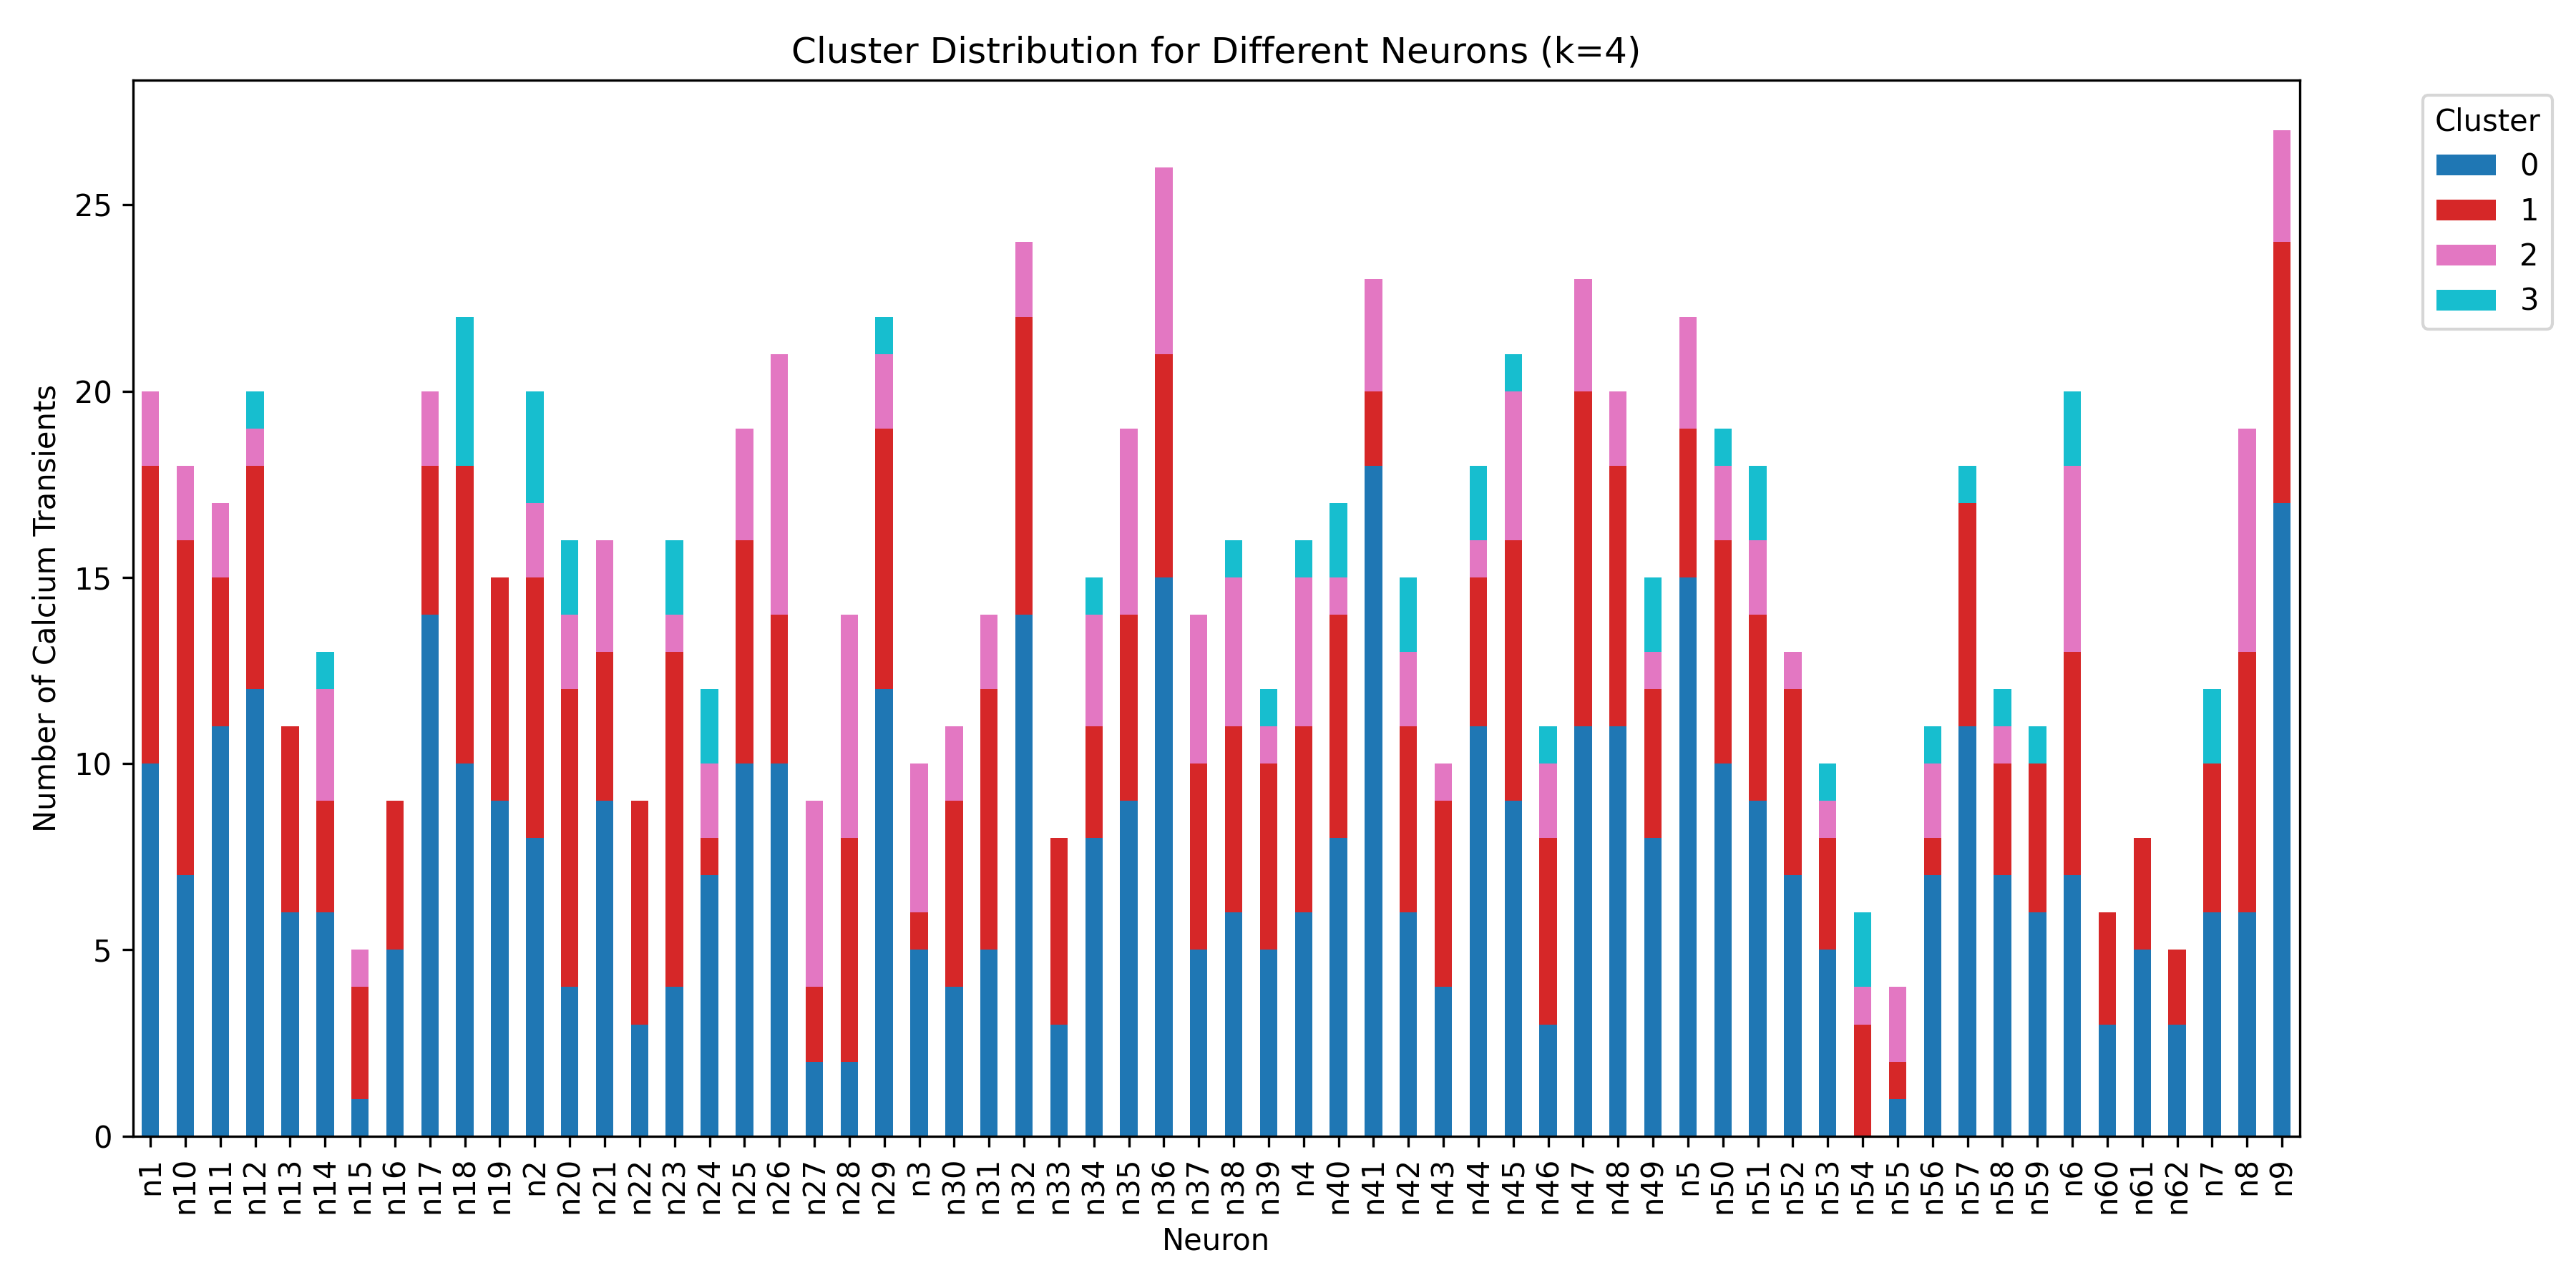 Cluster Distribution for Different Neurons (k=4)
Number of Calcium Transients
25
20
15
10
5
0
n1 n10 n11 n12 n13 n14 n15 n16 n17 n18 n19 n2 n20 n21 n22 n23 n24 n25 n26 n27 n28 n29 n3 n30 n31 n32 n33 n34 n35 n36 n37 n38 n39 n4 n40 n41 n42 n43 n44 n45 n46 n47 n48 n49 n5 n50 n51 n52 n53 n54 n55 n56 n57 n58 n59 n6 n60 n61 n62 n7 n8 n9
Neuron
Cluster
0
1
2
3